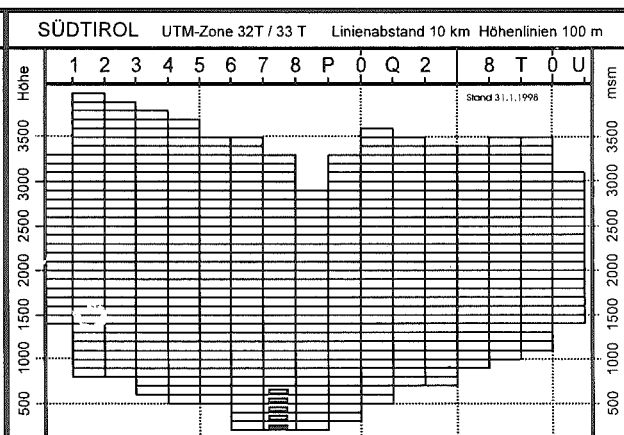 SÜDTIROL UTM-Zone 32T / 33 T Linienabstand 10 km Höhenlinien 100 m
Höhe 1 2 3 4 5 6 7 8 P 0 Q 2 8 T 0 U msm
Stand 31.1.1998
3500 3500
3000 3000
2500 2500
2000 2000
1500 1500
1000 1000
500 500